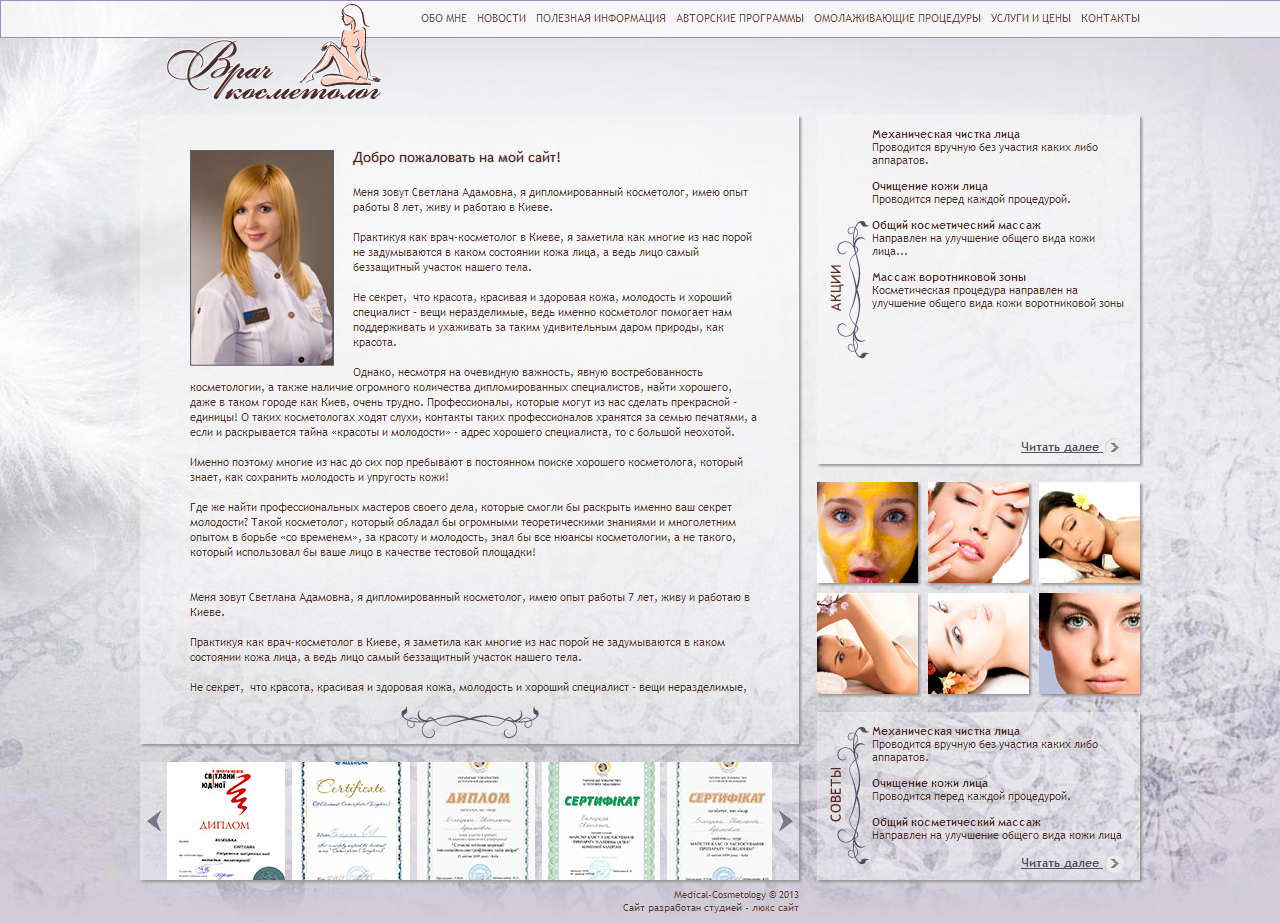 ОБО МНЕ НОВОСТИ ПОЛЕЗНАЯ ИНФОРМАЦИЯ АВТОРСКИЕ ПРОГРАММЫ ОМОЛАЖИВАЮЩИЕ ПРОЦЕДУРЫ УСЛУГИ И ЦЕНЫ КОНТАКТЫ
Врач
косметолог
Добро пожаловать на мой сайт!
Меня зовут Светлана Адамовна, я дипломированный косметолог, имею опыт
работы 8 лет, живу и работаю в Киеве.
Практикуя как врач-косметолог в Киеве, я заметила как многие из нас порой
не задумываются в каком состоянии кожа лица, а ведь лицо самый
беззащитный участок нашего тела.
Не секрет, что красота, красивая и здоровая кожа, молодость и хороший
специалист - вещи неразделимые, ведь именно косметолог помогает нам
поддерживать и ухаживать за таким удивительным даром природы, как
красота.
Однако, несмотря на очевидную важность, явную востребованность
косметологии, а также наличие огромного количества дипломированных специалистов, найти хорошего,
даже в таком городе как Киев, очень трудно. Профессионалы, которые могут из нас сделать прекрасной -
единицы! О таких косметологах ходят слухи, контакты таких профессионалов хранятся за семью печатями, а
если и раскрывается тайна «красоты и молодости» - адрес хорошего специалиста, то с большой неохотой.
Именно поэтому многие из нас до сих пор пребывают в постоянном поиске хорошего косметолога, который
знает, как сохранить молодость и упругость кожи!
Где же найти профессиональных мастеров своего дела, которые смогли бы раскрыть именно ваш секрет
молодости? Такой косметолог, который обладал бы огромными теоретическими знаниями и многолетним
опытом в борьбе «со временем», за красоту и молодость, знал бы все нюансы косметологии, а не такого,
который использовал бы ваше лицо в качестве тестовой площадки!
Меня зовут Светлана Адамовна, я дипломированный косметолог, имею опыт работы 7 лет, живу и работаю в
Киеве.
Практикуя как врач-косметолог в Киеве, я заметила как многие из нас порой не задумываются в каком
состоянии кожа лица, а ведь лицо самый беззащитный участок нашего тела.
Не секрет, что красота, красивая и здоровая кожа, молодость и хороший специалист - вещи неразделимые,
АКЦИИ
Механическая чистка лица
Проводится вручную без участия каких либо
аппаратов.
Очищение кожи лица
Проводится перед каждой процедурой.
Общий косметический массаж
Направлен на улучшение общего вида кожи
лица...
Массаж воротниковой зоны
Косметическая процедура направлен на
улучшение общего вида кожи воротниковой зоны
Читать далее
СОВЕТЫ
Механическая чистка лица
Проводится вручную без участия каких либо
аппаратов.
Очищение кожи лица
Проводится перед каждой процедурой.
Общий косметический массаж
Направлен на улучшение общего вида кожи лица
Читать далее
СВІТЛАНИ
ЮДІНОЇ
ДИПЛОМ
Certificate
ДИПЛОМ
СЕРТИФІКАТ
СЕРТИФІКАТ
Medical-Cosmetology © 2013
Сайт разработан студией - люкс сайт